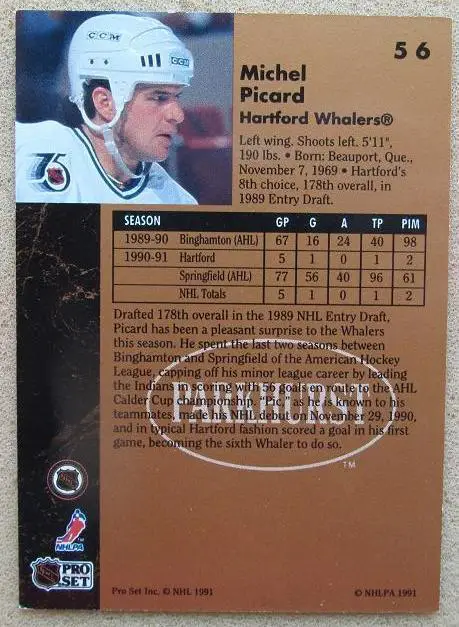 56
CCM
CCM
75
Michel
Picard
Hartford Whalers®
Left wing. Shoots left. 5'11",
190 lbs. • Born: Beauport, Que.,
November 7, 1969 • Hartford's
8th choice, 178th overall, in
1989 Entry Draft.
SEASON GP G A TP PIM
1989-90 Binghamton (AHL) 67 16 24 40 98
1990-91 Hartford 5 1 0 1 2
Springfield (AHL) 77 56 40 96 61
NHL Totals 5 1 0 1 2
Drafted 178th overall in the 1989 NHL Entry Draft,
Picard has been a pleasant surprise to the Whalers
this season. He spent the last two seasons between
Binghamton and Springfield of the American Hockey
League, capping off his minor league career by leading
the Indians in scoring with 56 goals en route to the AHL
Calder Cup championship. "Pic," as he is known to his
teammates, made his NHL debut on November 29, 1990,
and in typical Hartford fashion scored a goal in his first
game, becoming the sixth Whaler to do so.
PARKHURST
TM
NHLPA
PRO
SET
Pro Set Inc. © NHL 1991
© NHLPA 1991